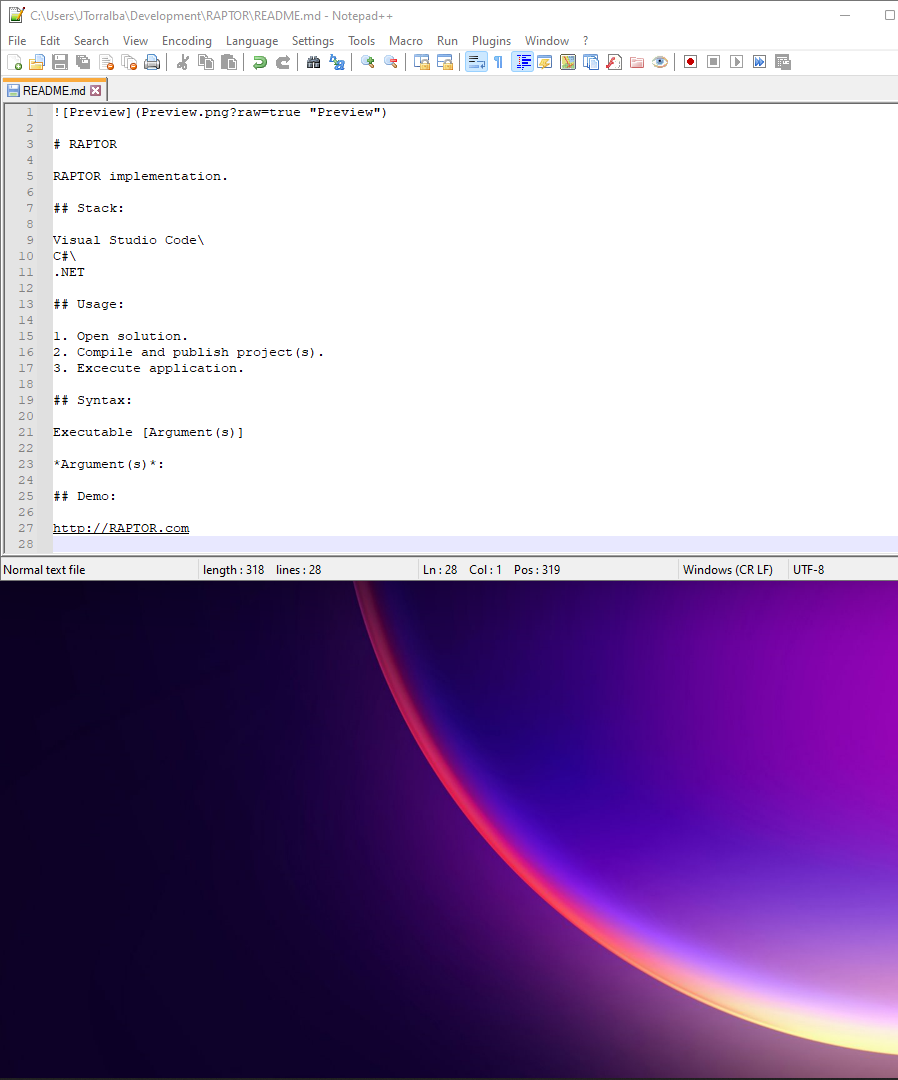 C:\Users\JTorralba\Development\RAPTOR\README.md - Notepad++
File Edit Search View Encoding Language Settings Tools Macro Run Plugins Window ?
README.md
1 ![Preview](Preview.png?raw=true "Preview")
2
3 # RAPTOR
4
5 RAPTOR implementation.
6
7 ## Stack:
8
9 Visual Studio Code\
10 C#\
11 .NET
12
13 ## Usage:
14
15 1. Open solution.
16 2. Compile and publish project(s).
17 3. Excecute application.
18
19 ## Syntax:
20
21 Executable [Argument(s)]
22
23 *Argument(s)*:
24
25 ## Demo:
26
27 http://RAPTOR.com
28
Normal text file length : 318 lines : 28 Ln : 28 Col : 1 Pos : 319 Windows (CR LF) UTF-8